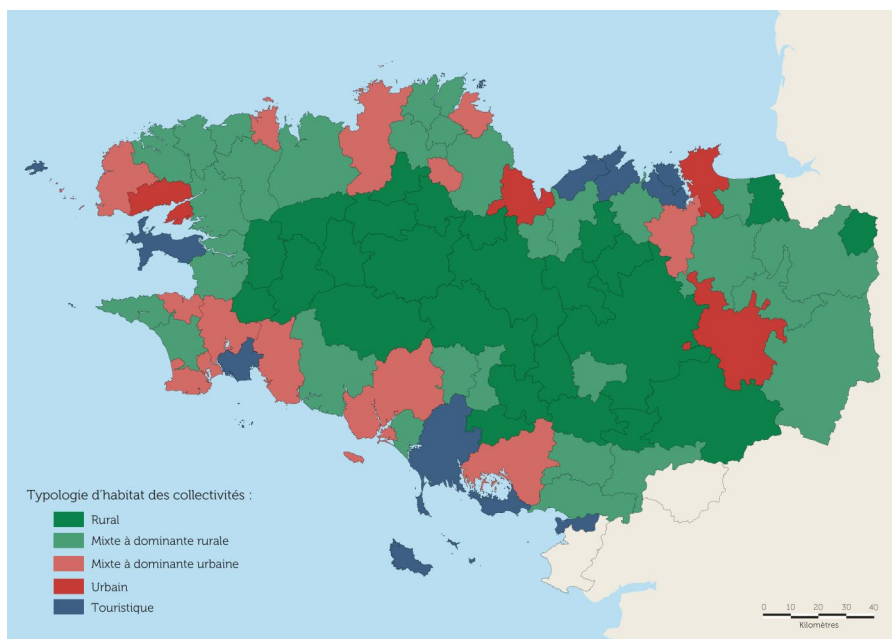 Typologie d'habitat des collectivités :
Rural
Mixte à dominante rurale
Mixte à dominante urbaine
Urbain
Touristique
0 10 20 30 40
Kilomètres